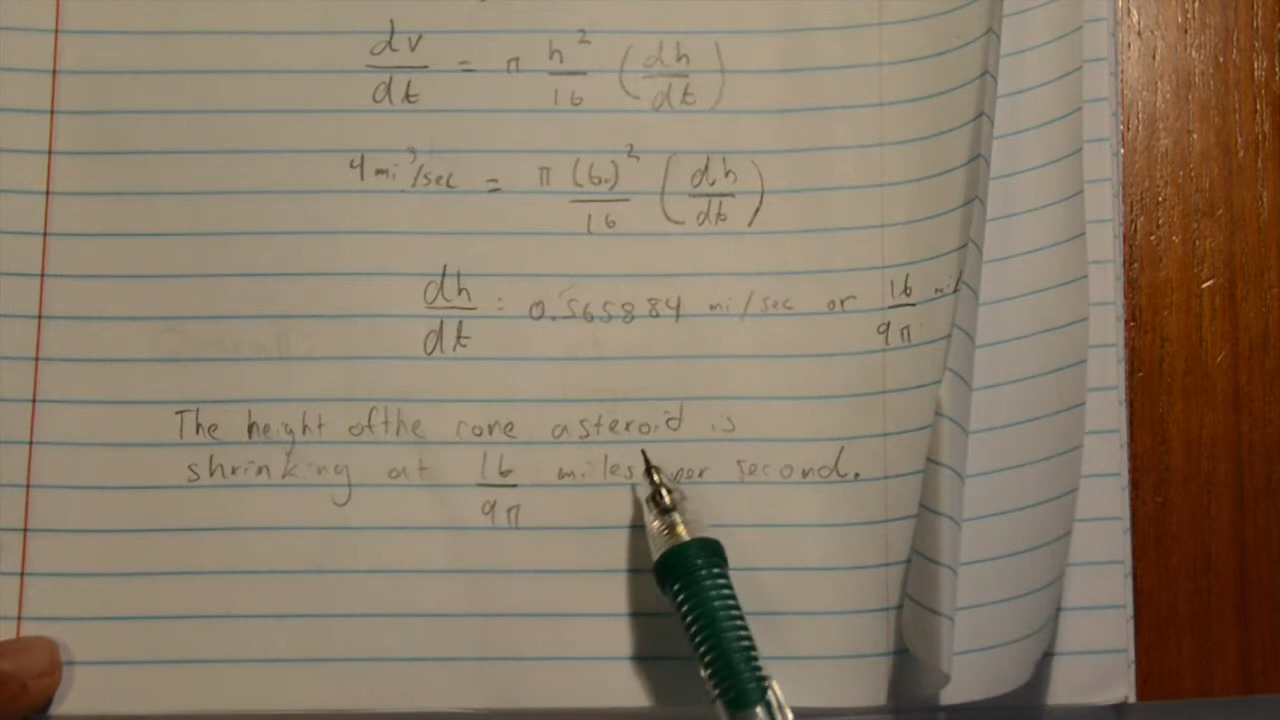 dv/dt = π h²/16 (dh/dt)
4 mi³/sec = π (6)²/16 (dh/dt)
dh/dt = 0.565884 mi/sec or 16/9π
The height of the cone asteroid is
shrinking at 16/9π miles per second.